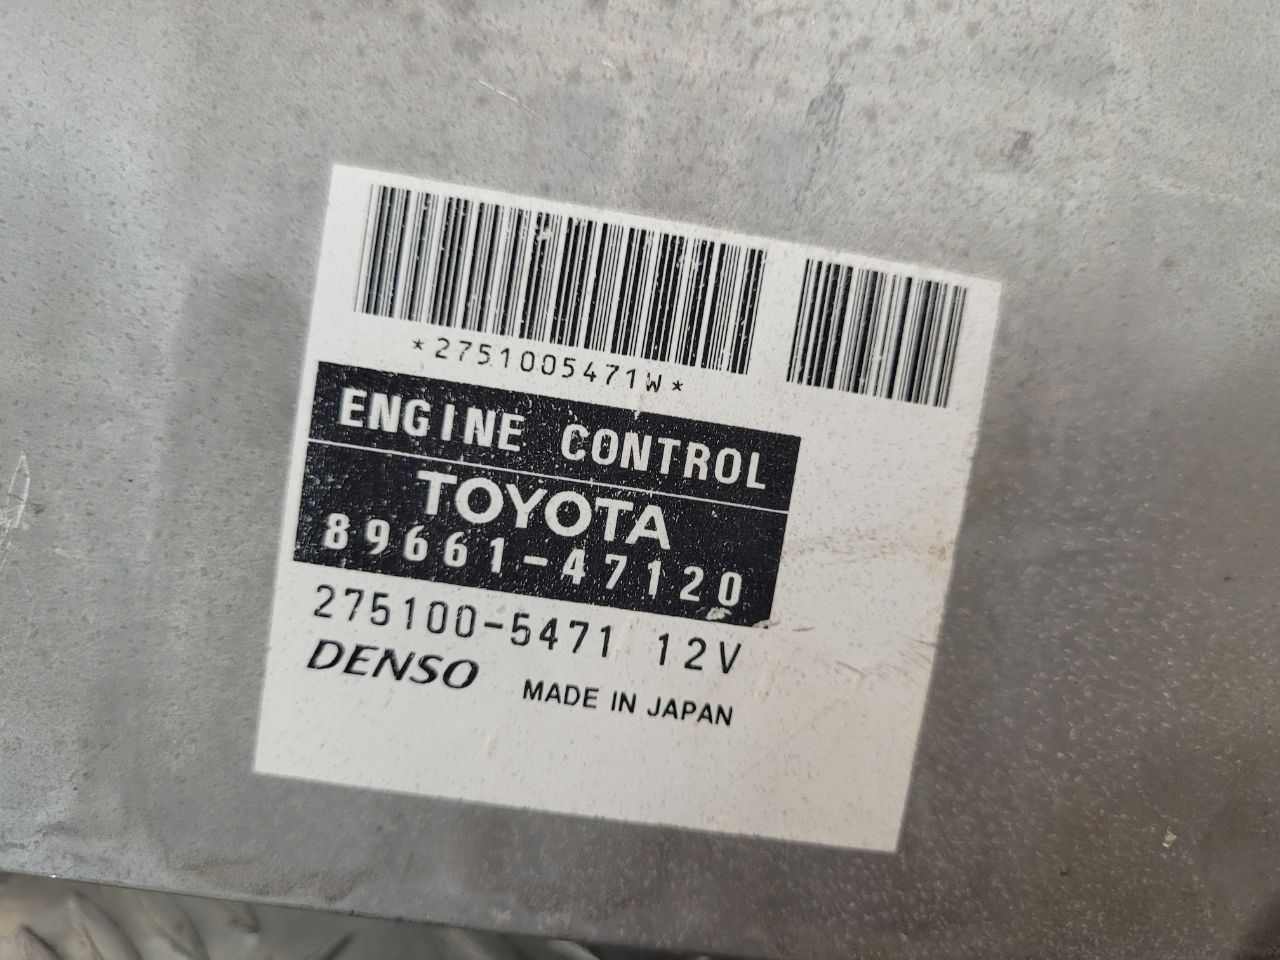 *2751005471W*
ENGINE CONTROL
TOYOTA
89661-47120
275100-5471 12V
DENSO MADE IN JAPAN